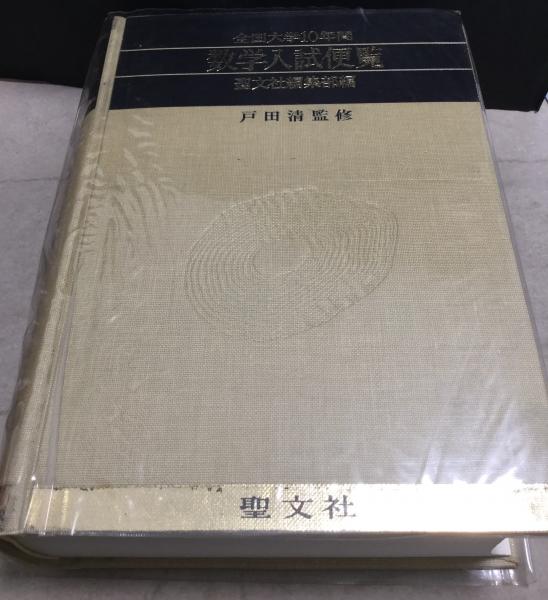 全国大学10年間
数学入試便覧
聖文社編集部編
戸田清監修
聖文社